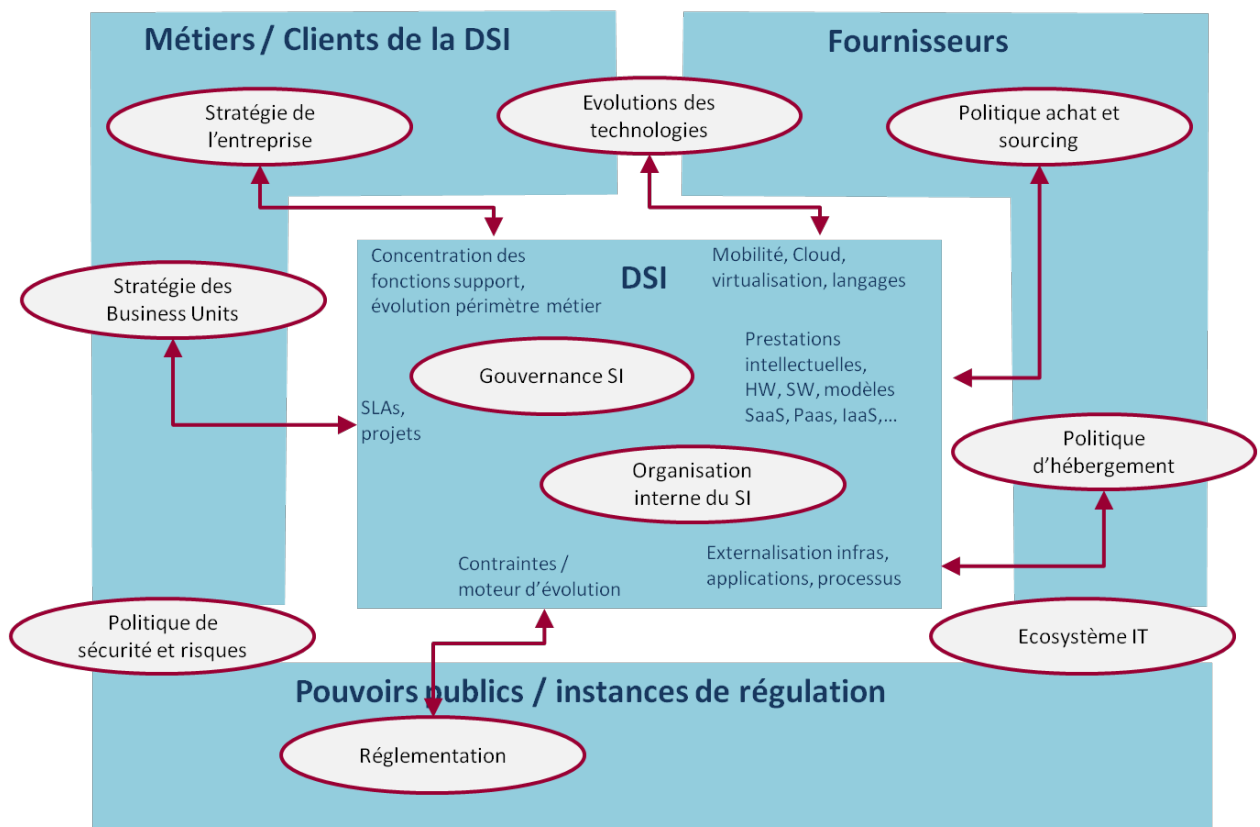 Métiers / Clients de la DSI
Fournisseurs
Stratégie de
l'entreprise
Evolutions des
technologies
Politique achat et
sourcing
Concentration des
fonctions support,
évolution périmètre métier
DSI
Mobilité, Cloud,
virtualisation, langages
Stratégie des
Business Units
Prestations
intellectuelles,
HW, SW, modèles
SaaS, Paas, IaaS,...
Gouvernance SI
SLAs,
projets
Politique
d'hébergement
Organisation
interne du SI
Contraintes /
moteur d'évolution
Externalisation infras,
applications, processus
Politique de
sécurité et risques
Ecosystème IT
Pouvoirs publics / instances de régulation
Réglementation